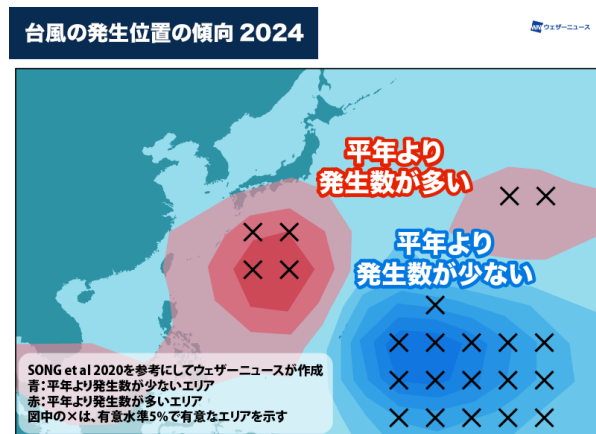 台風の発生位置の傾向 2024
ウェザーニュース
平年より
発生数が多い
平年より
発生数が少ない
SONG et al 2020を参考にしてウェザーニュースが作成
青：平年より発生数が少ないエリア
赤：平年より発生数が多いエリア
図中の×は、有意水準5%で有意なエリアを示す